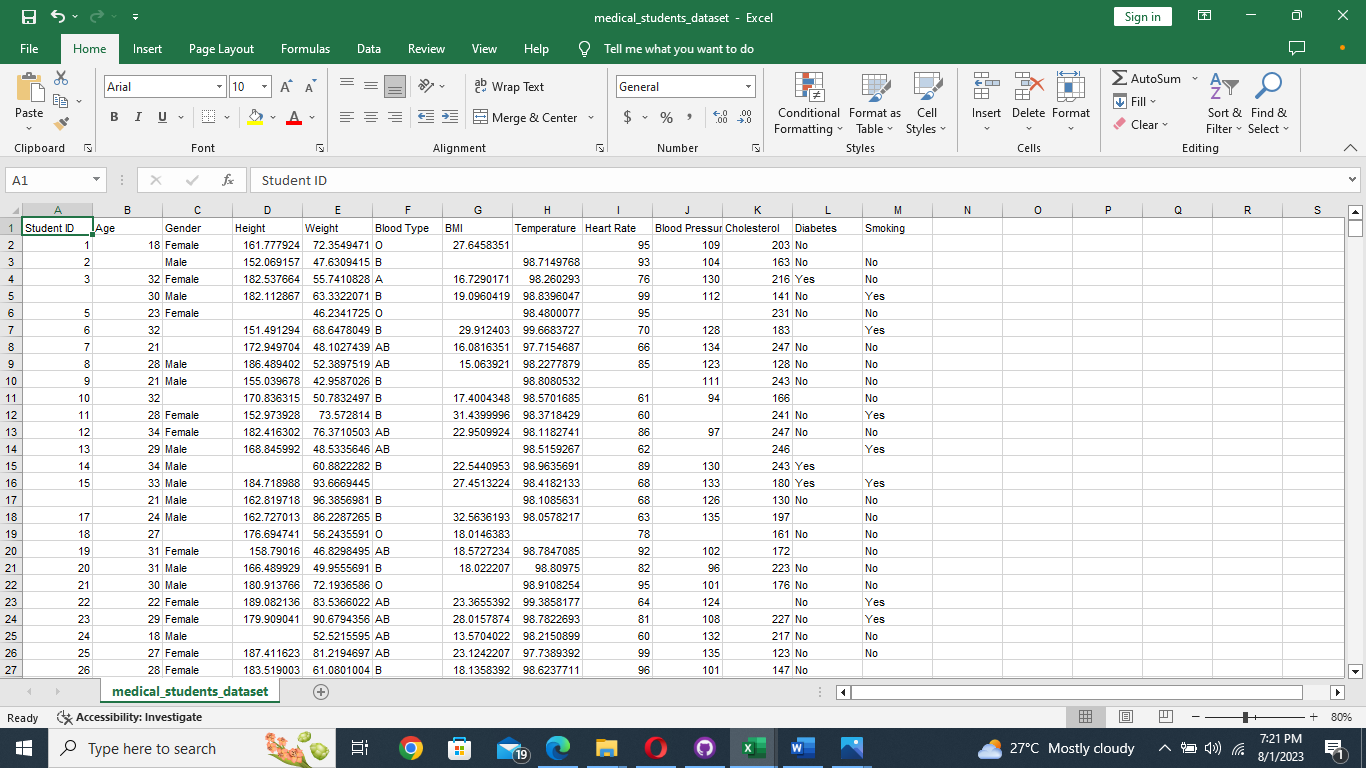 medical_students_dataset - Excel
Sign in
File Home Insert Page Layout Formulas Data Review View Help Tell me what you want to do
Paste
Clipboard
Arial 10 A A
B I U A
Font
ab Wrap Text
Merge & Center
Alignment
General
$ % ,
Number
Conditional Formatting
Format as Table
Cell Styles
Styles
Insert Delete Format
Cells
AutoSum
Fill
Clear
Sort & Filter
Find & Select
Editing
A1 fx Student ID
A B C D E F G H I J K L M N O P Q R S
1 Student ID Age Gender Height Weight Blood Type BMI Temperature Heart Rate Blood Pressur Cholesterol Diabetes Smoking
2 1 18 Female 161.777924 72.3549471 O 27.6458351 95 109 203 No
3 2 Male 152.069157 47.6309415 B 98.7149768 93 104 163 No No
4 3 32 Female 182.537664 55.7410828 A 16.7290171 98.260293 76 130 216 Yes No
5 30 Male 182.112867 63.3322071 B 19.0960419 98.8396047 99 112 141 No Yes
6 5 23 Female 46.2341725 O 98.4800077 95 231 No No
7 6 32 151.491294 68.6478049 B 29.912403 99.6683727 70 128 183 Yes
8 7 21 172.949704 48.1027439 AB 16.0816351 97.7154687 66 134 247 No No
9 8 28 Male 186.489402 52.3897519 AB 15.063921 98.2277879 85 123 128 No No
10 9 21 Male 155.039678 42.9587026 B 98.8080532 111 243 No No
11 10 32 170.836315 50.7832497 B 17.4004348 98.5701685 61 94 166 No
12 11 28 Female 152.973928 73.572814 B 31.4399996 98.3718429 60 241 No Yes
13 12 34 Female 182.416302 76.3710503 AB 22.9509924 98.1182741 86 97 247 No No
14 13 29 Male 168.845992 48.5335646 AB 98.5159267 62 246 Yes
15 14 34 Male 60.8822282 B 22.5440953 98.9635691 89 130 243 Yes
16 15 33 Male 184.718988 93.6669445 27.4513224 98.4182133 68 133 180 Yes Yes
17 21 Male 162.819718 96.3856981 B 98.1085631 68 126 130 No No
18 17 24 Male 162.727013 86.2287265 B 32.5636193 98.0578217 63 135 197 No
19 18 27 176.694741 56.2435591 O 18.0146383 78 161 No No
20 19 31 Female 158.79016 46.8298495 AB 18.5727234 98.7847085 92 102 172 No
21 20 31 Male 166.489929 49.9555691 B 18.022207 98.80975 82 96 223 No No
22 21 30 Male 180.913766 72.1936586 O 98.9108254 95 101 176 No No
23 22 22 Female 189.082136 83.5366022 AB 23.3655392 99.3858177 64 124 No Yes
24 23 29 Female 179.909041 90.6794356 AB 28.0157874 98.7822693 81 108 227 No Yes
25 24 18 Male 52.5215595 AB 13.5704022 98.2150899 60 132 217 No No
26 25 27 Female 187.411623 81.2194697 AB 23.1242207 97.7389392 99 135 123 No No
27 26 28 Female 183.519003 61.0801004 B 18.1358392 98.6237711 96 101 147 No
medical_students_dataset
Ready Accessibility: Investigate 80%
Type here to search 19 27°C Mostly cloudy 7:21 PM
8/1/2023 1